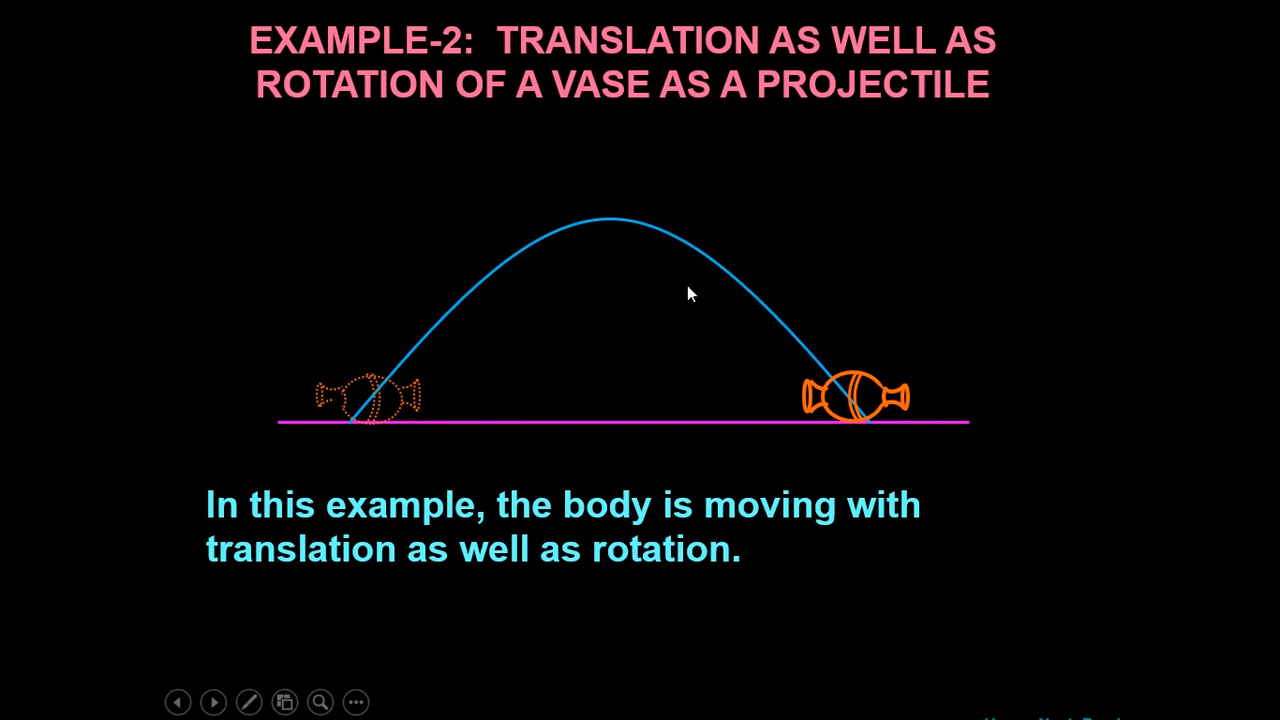 EXAMPLE-2: TRANSLATION AS WELL AS
ROTATION OF A VASE AS A PROJECTILE
In this example, the body is moving with
translation as well as rotation.